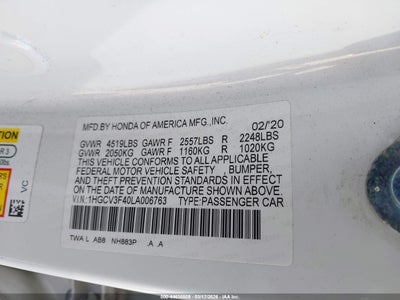 MFD.BY HONDA OF AMERICA MFG.,INC. 02/'20
GVWR 4519LBS GAWR F 2557LBS R 2248LBS
GVWR 2050KG GAWR F 1160KG R 1020KG
THIS VEHICLE CONFORMS TO ALL APPLICABLE
FEDERAL MOTOR VEHICLE SAFETY, BUMPER,
AND THEFT PREVENTION STANDARDS IN EFFECT
ON THE DATE OF MANUFACTURE SHOWN ABOVE.
V.I.N.:1HGCV3F40LA006763 TYPE:PASSENGER CAR
TWA L AB6 NH883P A A
VC